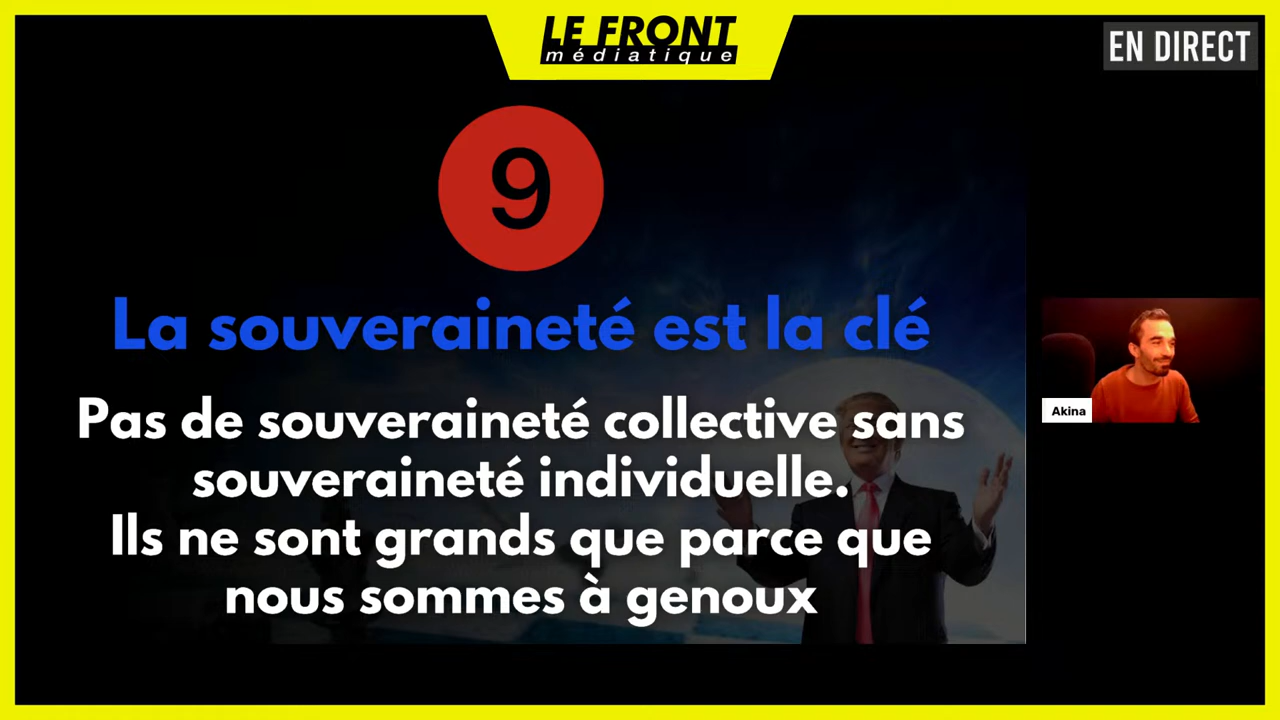 LE FRONT
médiatique
EN DIRECT
9
La souveraineté est la clé
Pas de souveraineté collective sans
souveraineté individuelle.
Ils ne sont grands que parce que
nous sommes à genoux
Akina